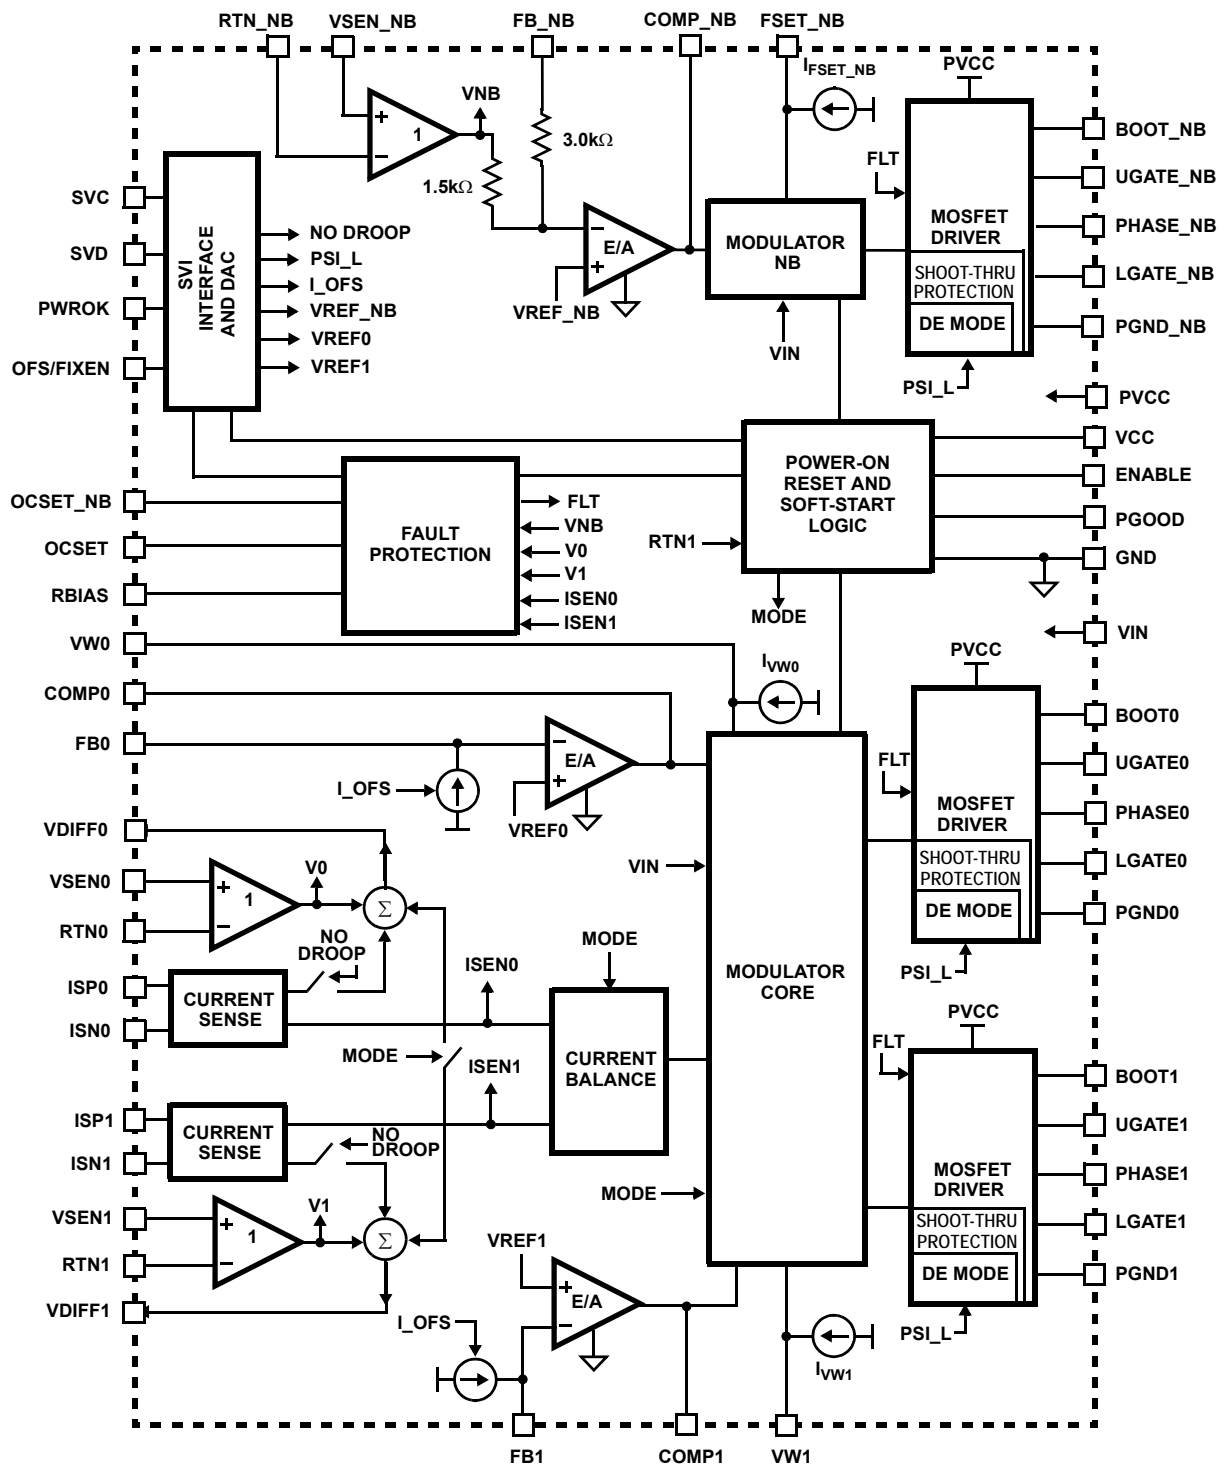 RTN_NB
VSEN_NB
FB_NB
COMP_NB
FSET_NB
IFSET_NB
PVCC
VNB
+
−
1
3.0kΩ
1.5kΩ
FLT
BOOT_NB
UGATE_NB
PHASE_NB
LGATE_NB
PGND_NB
MOSFET
DRIVER
SHOOT-THRU
PROTECTION
DE MODE
PSI_L
SVC
SVD
PWROK
OFS/FIXEN
SVI
INTERFACE
AND DAC
NO DROOP
PSI_L
I_OFS
VREF_NB
VREF0
VREF1
−
E/A
+
VREF_NB
MODULATOR
NB
VIN
PVCC
VCC
ENABLE
PGOOD
GND
VIN
POWER-ON
RESET AND
SOFT-START
LOGIC
RTN1
MODE
OCSET_NB
OCSET
RBIAS
FAULT
PROTECTION
FLT
VNB
V0
V1
ISEN0
ISEN1
VW0
COMP0
FB0
IVW0
−
E/A
+
I_OFS
VREF0
PVCC
FLT
MOSFET
DRIVER
SHOOT-THRU
PROTECTION
DE MODE
PSI_L
BOOT0
UGATE0
PHASE0
LGATE0
PGND0
VDIFF0
VSEN0
RTN0
+
−
1
V0
Σ
NO
DROOP
VIN
MODULATOR
CORE
MODE
ISP0
ISN0
CURRENT
SENSE
ISEN0
MODE
CURRENT
BALANCE
MODE
ISEN1
ISP1
ISN1
CURRENT
SENSE
NO
DROOP
PVCC
FLT
MOSFET
DRIVER
SHOOT-THRU
PROTECTION
DE MODE
PSI_L
BOOT1
UGATE1
PHASE1
LGATE1
PGND1
VSEN1
RTN1
VDIFF1
+
−
1
V1
Σ
VREF1
+
E/A
−
I_OFS
IVW1
FB1
COMP1
VW1